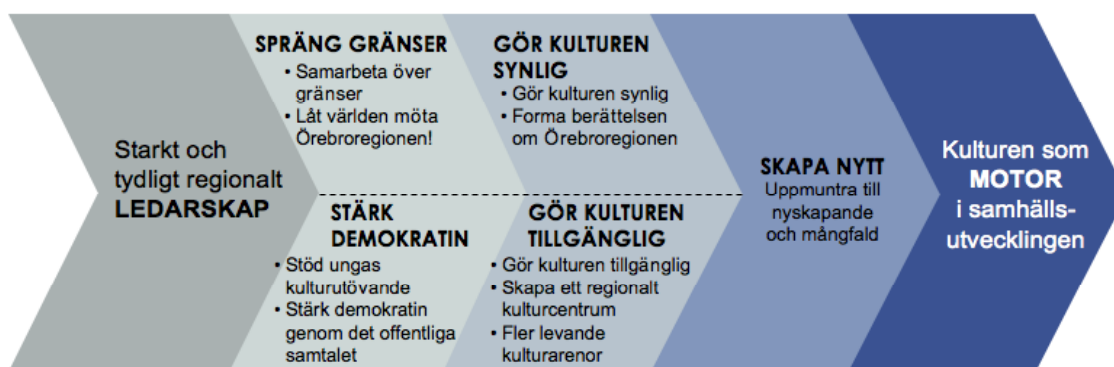 Starkt och
tydligt regionalt
LEDARSKAP
SPRÄNG GRÄNSER
• Samarbeta över
gränser
• Låt världen möta
Örebroregionen!
STÄRK
DEMOKRATIN
• Stöd ungas
kulturutövande
• Stärk demokratin
genom det offentliga
samtalet
GÖR KULTUREN
SYNLIG
• Gör kulturen synlig
• Forma berättelsen
om Örebroregionen
GÖR KULTUREN
TILLGÄNGLIG
• Gör kulturen tillgänglig
• Skapa ett regionalt
kulturcentrum
• Fler levande
kulturarenor
SKAPA NYTT
Uppmuntra till
nyskapande
och mångfald
Kulturen som
MOTOR
i samhälls-
utvecklingen